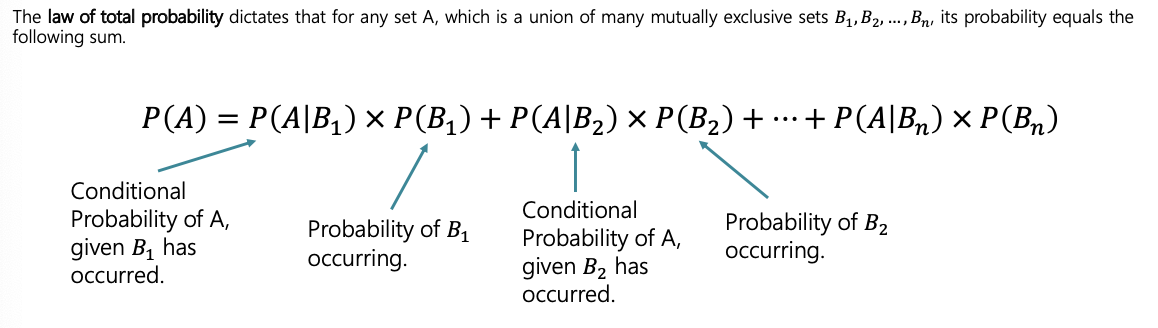 The law of total probability dictates that for any set A, which is a union of many mutually exclusive sets B₁, B₂, …, Bₙ, its probability equals the
following sum.
P(A) = P(A|B₁) × P(B₁) + P(A|B₂) × P(B₂) + ⋯ + P(A|Bₙ) × P(Bₙ)
Conditional
Probability of A,
given B₁ has
occurred.
Probability of B₁
occurring.
Conditional
Probability of A,
given B₂ has
occurred.
Probability of B₂
occurring.